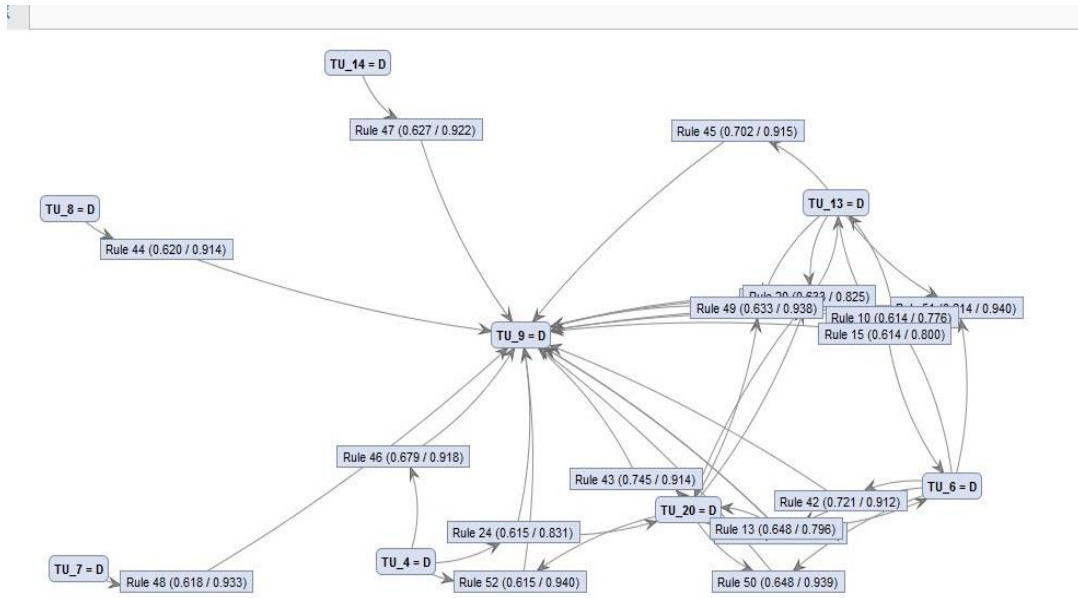 TU_14 = D
Rule 47 (0.627 / 0.922)
Rule 45 (0.702 / 0.915)
TU_13 = D
TU_8 = D
Rule 44 (0.620 / 0.914)
0.825)
Rule 49 (0.633 / 0.938)
0.940)
Rule 10 (0.614 / 0.776)
Rule 15 (0.614 / 0.800)
TU_9 = D
Rule 46 (0.679 / 0.918)
Rule 43 (0.745 / 0.914)
TU_6 = D
Rule 42 (0.721 / 0.912)
TU_20 = D
Rule 13 (0.648 / 0.796)
Rule 24 (0.615 / 0.831)
TU_4 = D
TU_7 = D
Rule 48 (0.618 / 0.933)
Rule 52 (0.615 / 0.940)
Rule 50 (0.648 / 0.939)